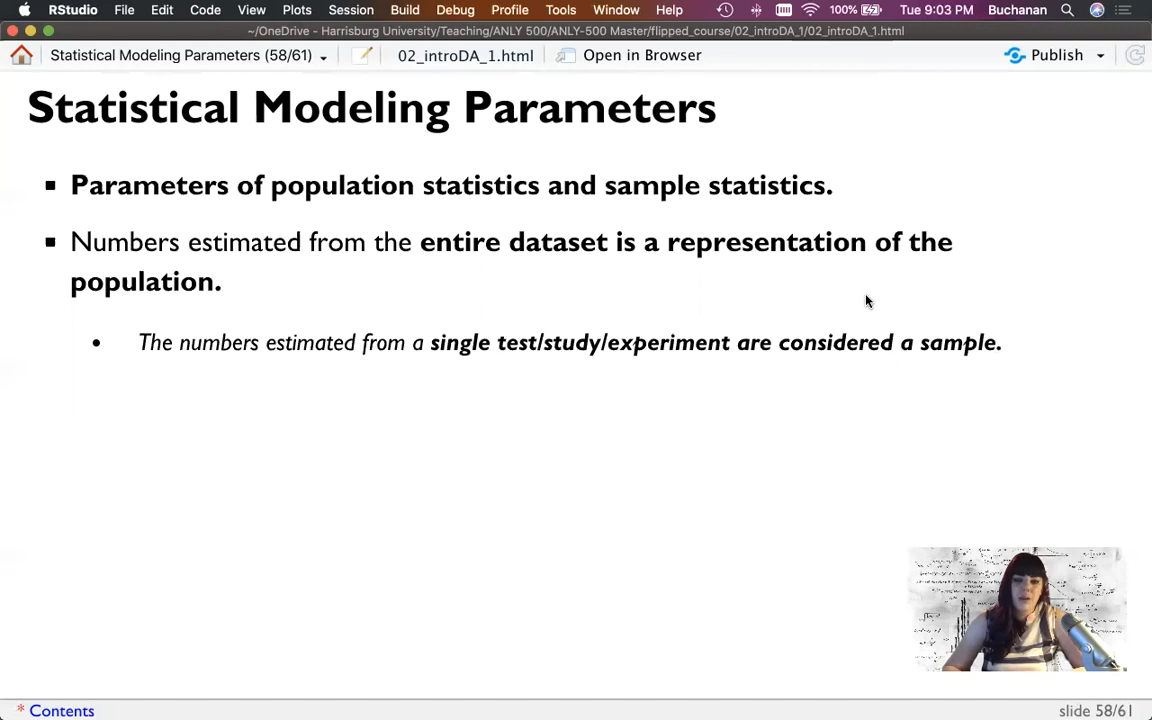 RStudio File Edit Code View Plots Session Build Debug Profile Tools Window Help 100% Tue 9:03 PM Buchanan
~/OneDrive - Harrisburg University/Teaching/ANLY 500/ANLY-500 Master/flipped_course/02_introDA_1/02_introDA_1.html
Statistical Modeling Parameters (58/61) 02_introDA_1.html Open in Browser Publish
Statistical Modeling Parameters
Parameters of population statistics and sample statistics.
Numbers estimated from the entire dataset is a representation of the
population.
The numbers estimated from a single test/study/experiment are considered a sample.
* Contents slide 58/61